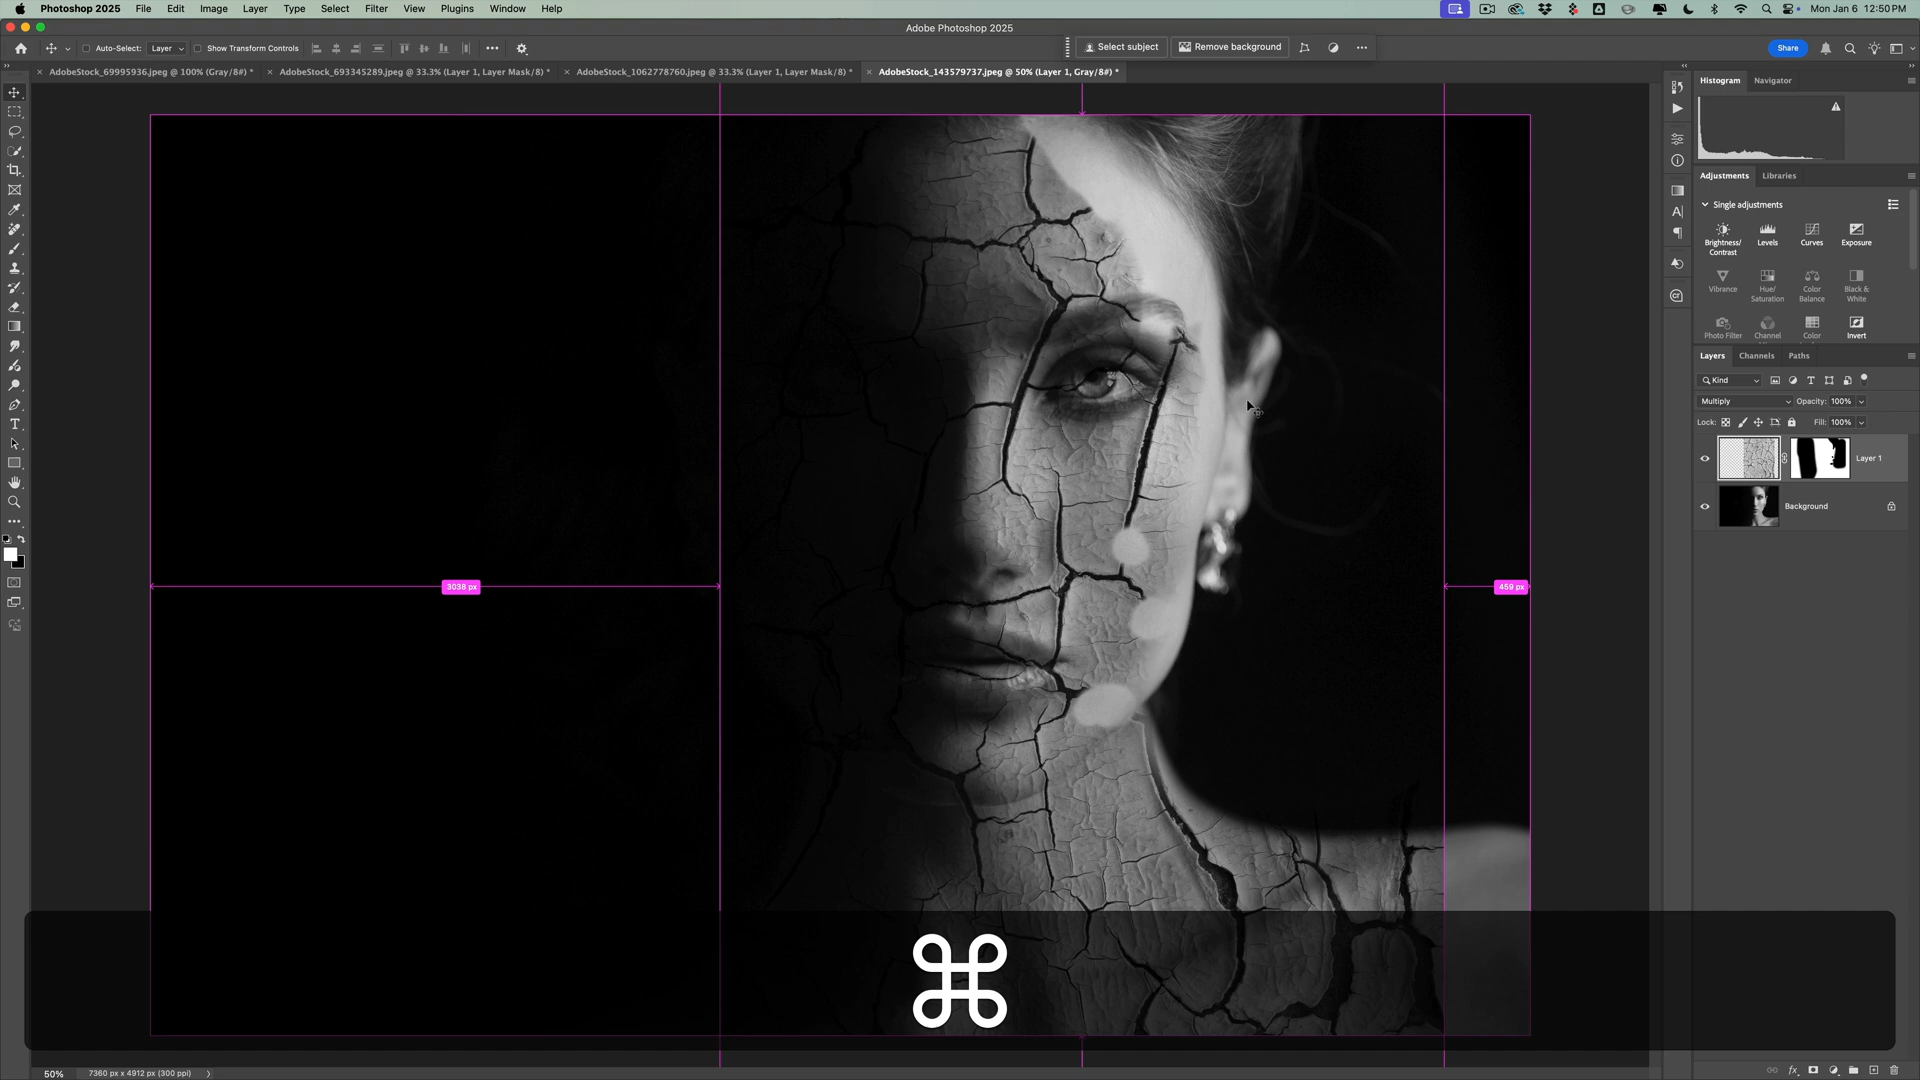 Photoshop 2025 File Edit Image Layer Type Select Filter View Plugins Window Help Mon Jan 6 12:50 PM
Adobe Photoshop 2025
Auto-Select: Layer Show Transform Controls Select subject Remove background Share
AdobeStock_69995936.jpeg @ 100% (Gray/8#) * AdobeStock_693345289.jpeg @ 33.3% (Layer 1, Layer Mask/8) * AdobeStock_1062778760.jpeg @ 33.3% (Layer 1, Layer Mask/8) * AdobeStock_143579737.jpeg @ 50% (Layer 1, Gray/8#) *
Histogram Navigator
Adjustments Libraries
Single adjustments
Brightness/
Contrast Levels Curves Exposure
Vibrance Hue/
Saturation Color
Balance Black &
White
Photo Filter Channel Color Invert
Layers Channels Paths
Kind
Multiply Opacity: 100%
Lock: Fill: 100%
Layer 1
Background
3038 px 459 px
50% 7360 px x 4912 px (300 ppi)